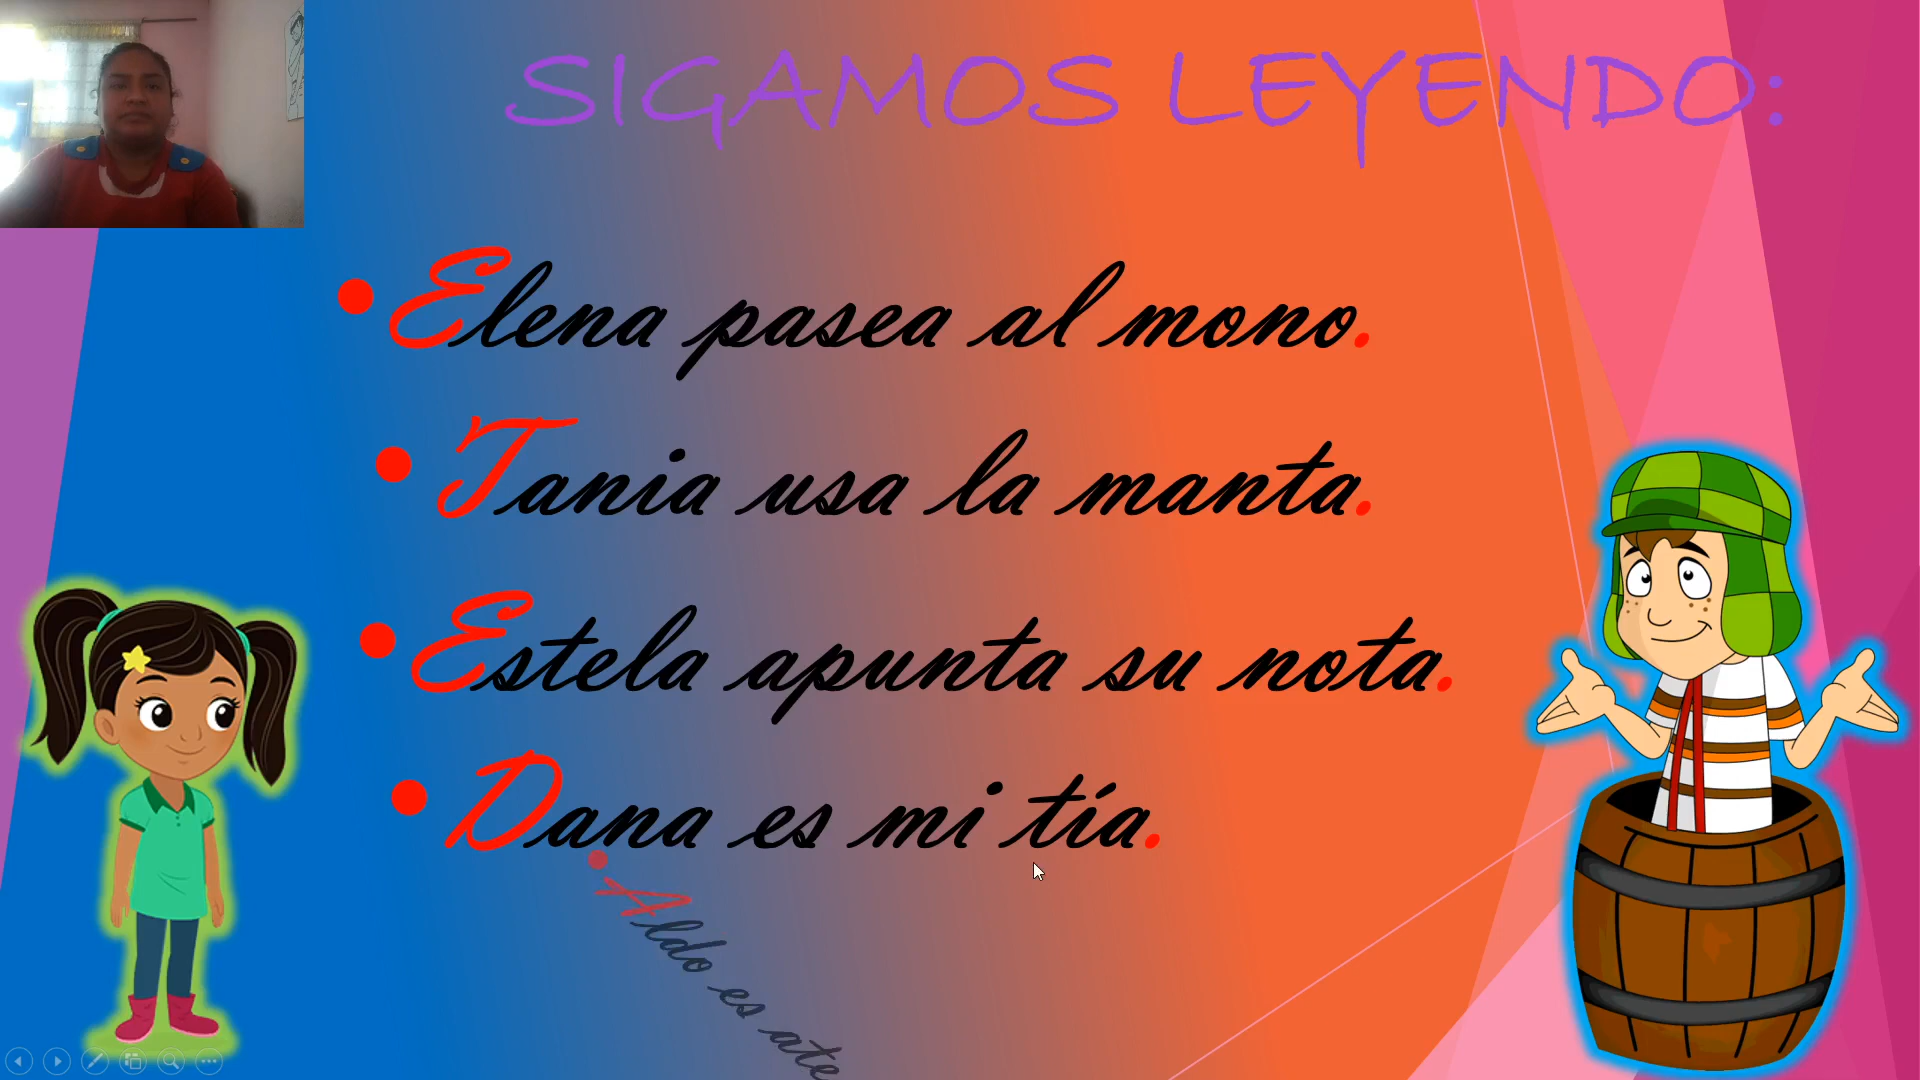 SIGAMOS LEYENDO:
• Elena pasea al mono.
• Tania usa la manta.
• Estela apunta su nota.
• Dana es mi tía.
• Aldo es ate